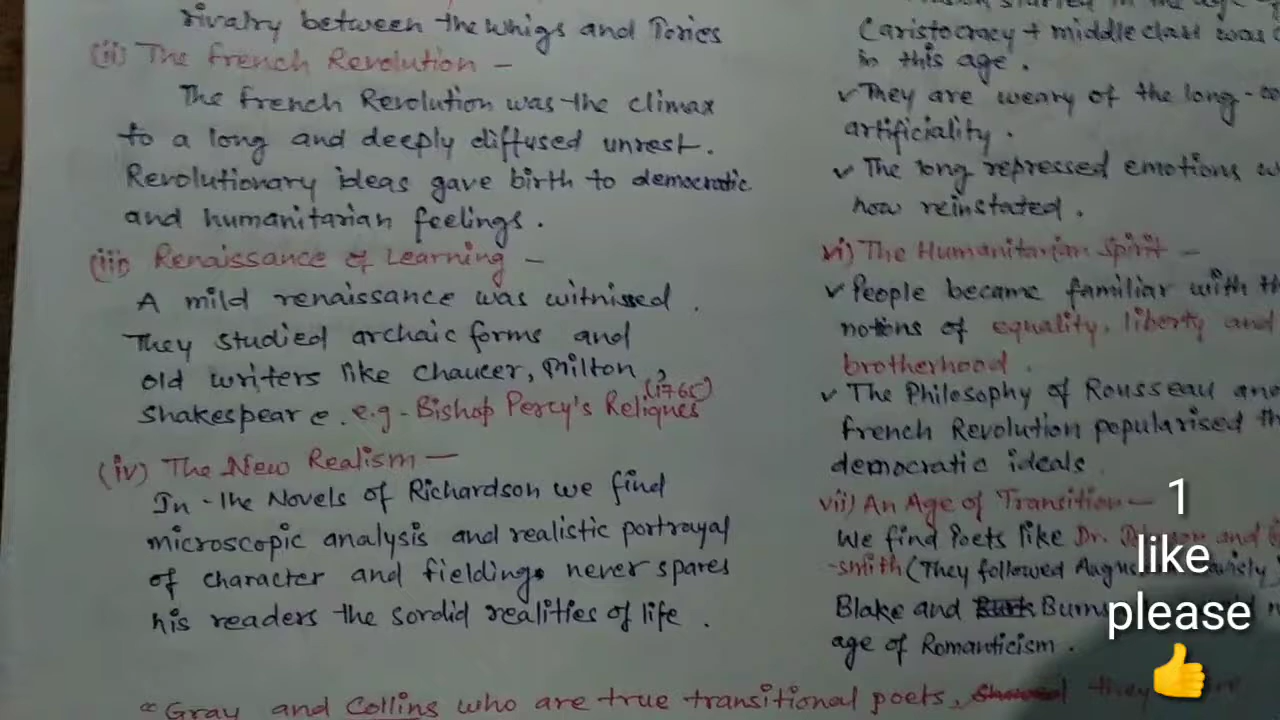 rivalry between the Whigs and Tories
(ii) The French Revolution -
The French Revolution was the climax
to a long and deeply diffused unrest.
Revolutionary ideas gave birth to democratic
and humanitarian feelings.
(iii) Renaissance of Learning -
A mild renaissance was witnissed.
They studied archaic forms and
old writers like Chaucer, Milton,
Shakespeare. e.g - Bishop Percy's Reliques (1765)
(iv) The New Realism -
In the Novels of Richardson we find
microscopic analysis and realistic portrayal
of character and fielding never spares
his readers the sordid realities of life.
"Gray and Collins who are true transitional poets, they
(aristocracy + middle class was
in this age.
✓ They are weary of the long-
artificiality.
✓ The long repressed emotions
now reinstated.
vi) The Humanitarian Spirit -
✓ People became familiar with
notions of equality, liberty and
brotherhood.
✓ The Philosophy of Rousseau and
French Revolution popularised
democratic ideals
vii) An Age of Transition -
We find Poets like Dr. and
-smith (They followed
Blake and
age of Romanticism.
1
like
please
👍